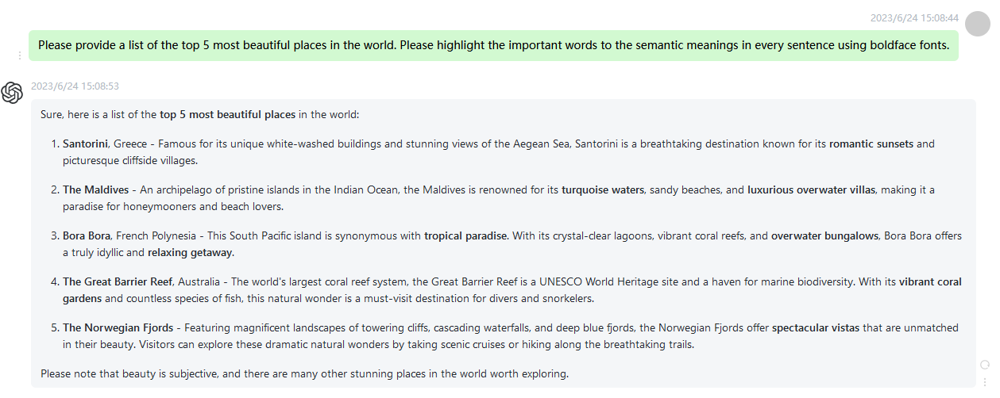 2023/6/24 15:08:44
Please provide a list of the top 5 most beautiful places in the world. Please highlight the important words to the semantic meanings in every sentence using boldface fonts.
2023/6/24 15:08:53
Sure, here is a list of the top 5 most beautiful places in the world:
1. Santorini, Greece - Famous for its unique white-washed buildings and stunning views of the Aegean Sea, Santorini is a breathtaking destination known for its romantic sunsets and
picturesque cliffside villages.
2. The Maldives - An archipelago of pristine islands in the Indian Ocean, the Maldives is renowned for its turquoise waters, sandy beaches, and luxurious overwater villas, making it a
paradise for honeymooners and beach lovers.
3. Bora Bora, French Polynesia - This South Pacific island is synonymous with tropical paradise. With its crystal-clear lagoons, vibrant coral reefs, and overwater bungalows, Bora Bora offers
a truly idyllic and relaxing getaway.
4. The Great Barrier Reef, Australia - The world's largest coral reef system, the Great Barrier Reef is a UNESCO World Heritage site and a haven for marine biodiversity. With its vibrant coral
gardens and countless species of fish, this natural wonder is a must-visit destination for divers and snorkelers.
5. The Norwegian Fjords - Featuring magnificent landscapes of towering cliffs, cascading waterfalls, and deep blue fjords, the Norwegian Fjords offer spectacular vistas that are unmatched
in their beauty. Visitors can explore these dramatic natural wonders by taking scenic cruises or hiking along the breathtaking trails.
Please note that beauty is subjective, and there are many other stunning places in the world worth exploring.